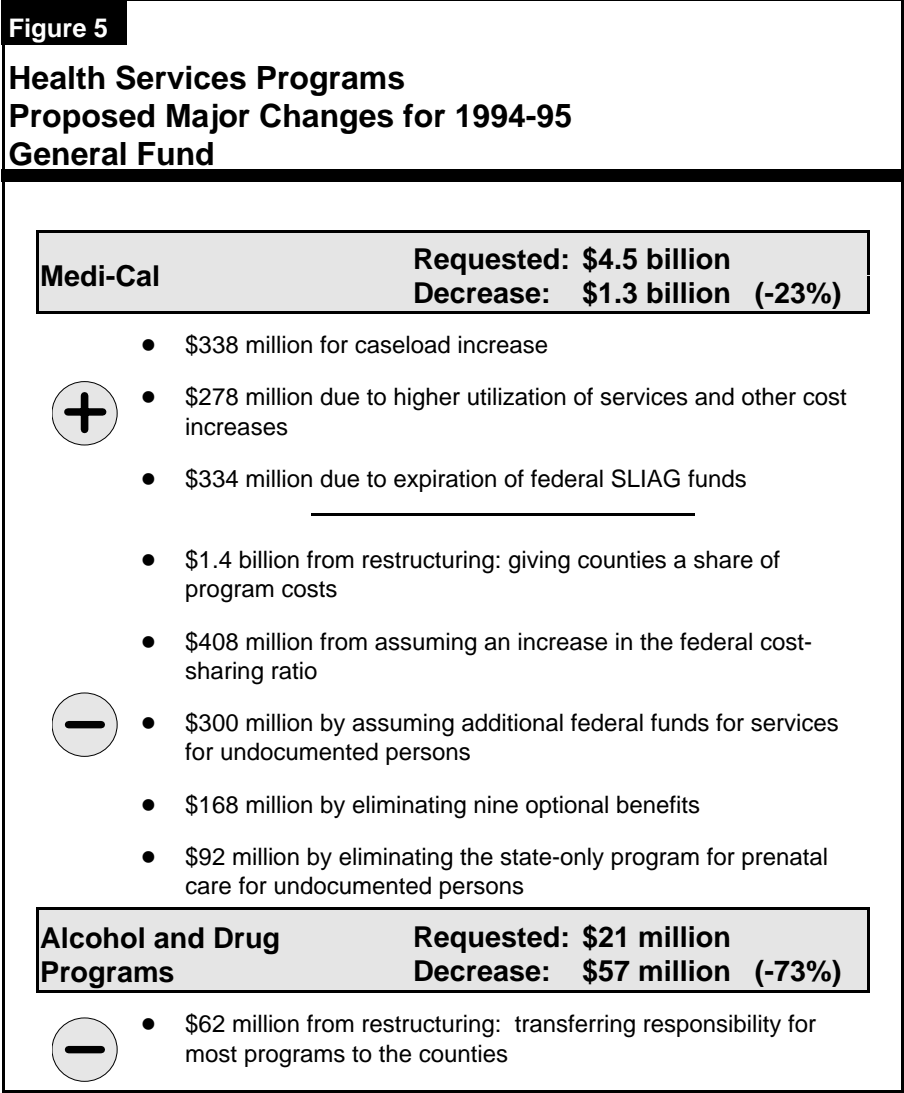 Figure 5
Health Services Programs
Proposed Major Changes for 1994-95
General Fund
Medi-Cal
Requested: $4.5 billion
Decrease: $1.3 billion (-23%)
● $338 million for caseload increase
● $278 million due to higher utilization of services and other cost
increases
● $334 million due to expiration of federal SLIAG funds
● $1.4 billion from restructuring: giving counties a share of
program costs
● $408 million from assuming an increase in the federal cost-
sharing ratio
● $300 million by assuming additional federal funds for services
for undocumented persons
● $168 million by eliminating nine optional benefits
● $92 million by eliminating the state-only program for prenatal
care for undocumented persons
Alcohol and Drug
Programs
Requested: $21 million
Decrease: $57 million (-73%)
● $62 million from restructuring: transferring responsibility for
most programs to the counties